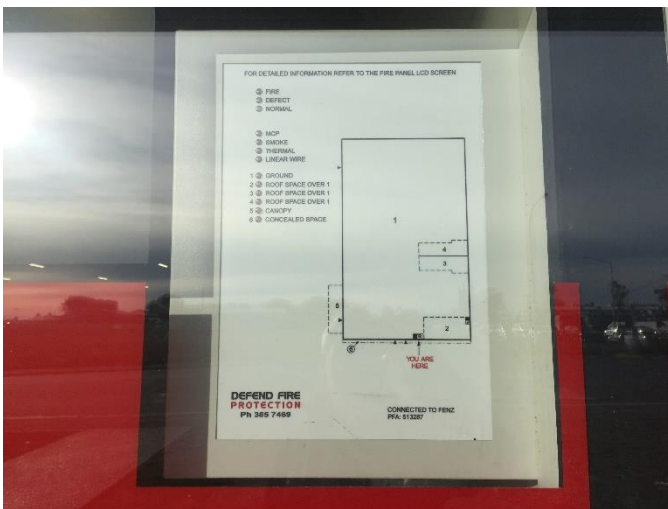 FOR DETAILED INFORMATION REFER TO THE FIRE PANEL LCD SCREEN
FIRE
DEFECT
NORMAL
MCP
SMOKE
THERMAL
LINEAR WIRE
1 GROUND
2 ROOF SPACE OVER 1
3 ROOF SPACE OVER 1
4 ROOF SPACE OVER 1
5 CANOPY
6 CONCEALED SPACE
1
4
3
5
2
6
YOU ARE
HERE
DEFEND FIRE
PROTECTION
Ph 385 7469
CONNECTED TO FENZ
PFA: 513287